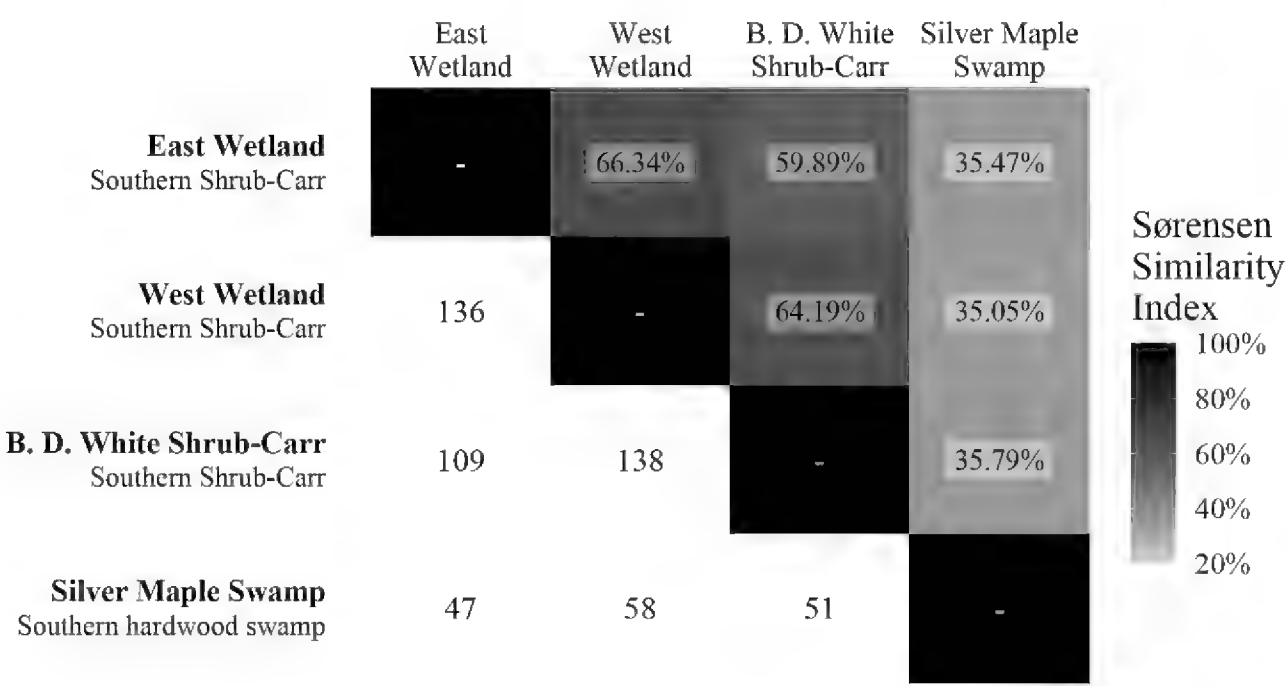 East Wetland
West Wetland
B. D. White Shrub-Carr
Silver Maple Swamp
East Wetland
Southern Shrub-Carr
-
66.34%
59.89%
35.47%
West Wetland
Southern Shrub-Carr
136
-
64.19%
35.05%
B. D. White Shrub-Carr
Southern Shrub-Carr
109
138
-
35.79%
Silver Maple Swamp
Southern hardwood swamp
47
58
51
-
Sørensen
Similarity
Index
100%
80%
60%
40%
20%